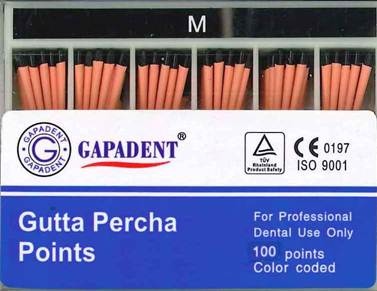 M
GAPADENT
GAPADENT
G
GAPADENT®
TÜV
Rheinland
Product Safety
CE 0197
ISO 9001
Gutta Percha
Points
For Professional
Dental Use Only
100 points
Color coded